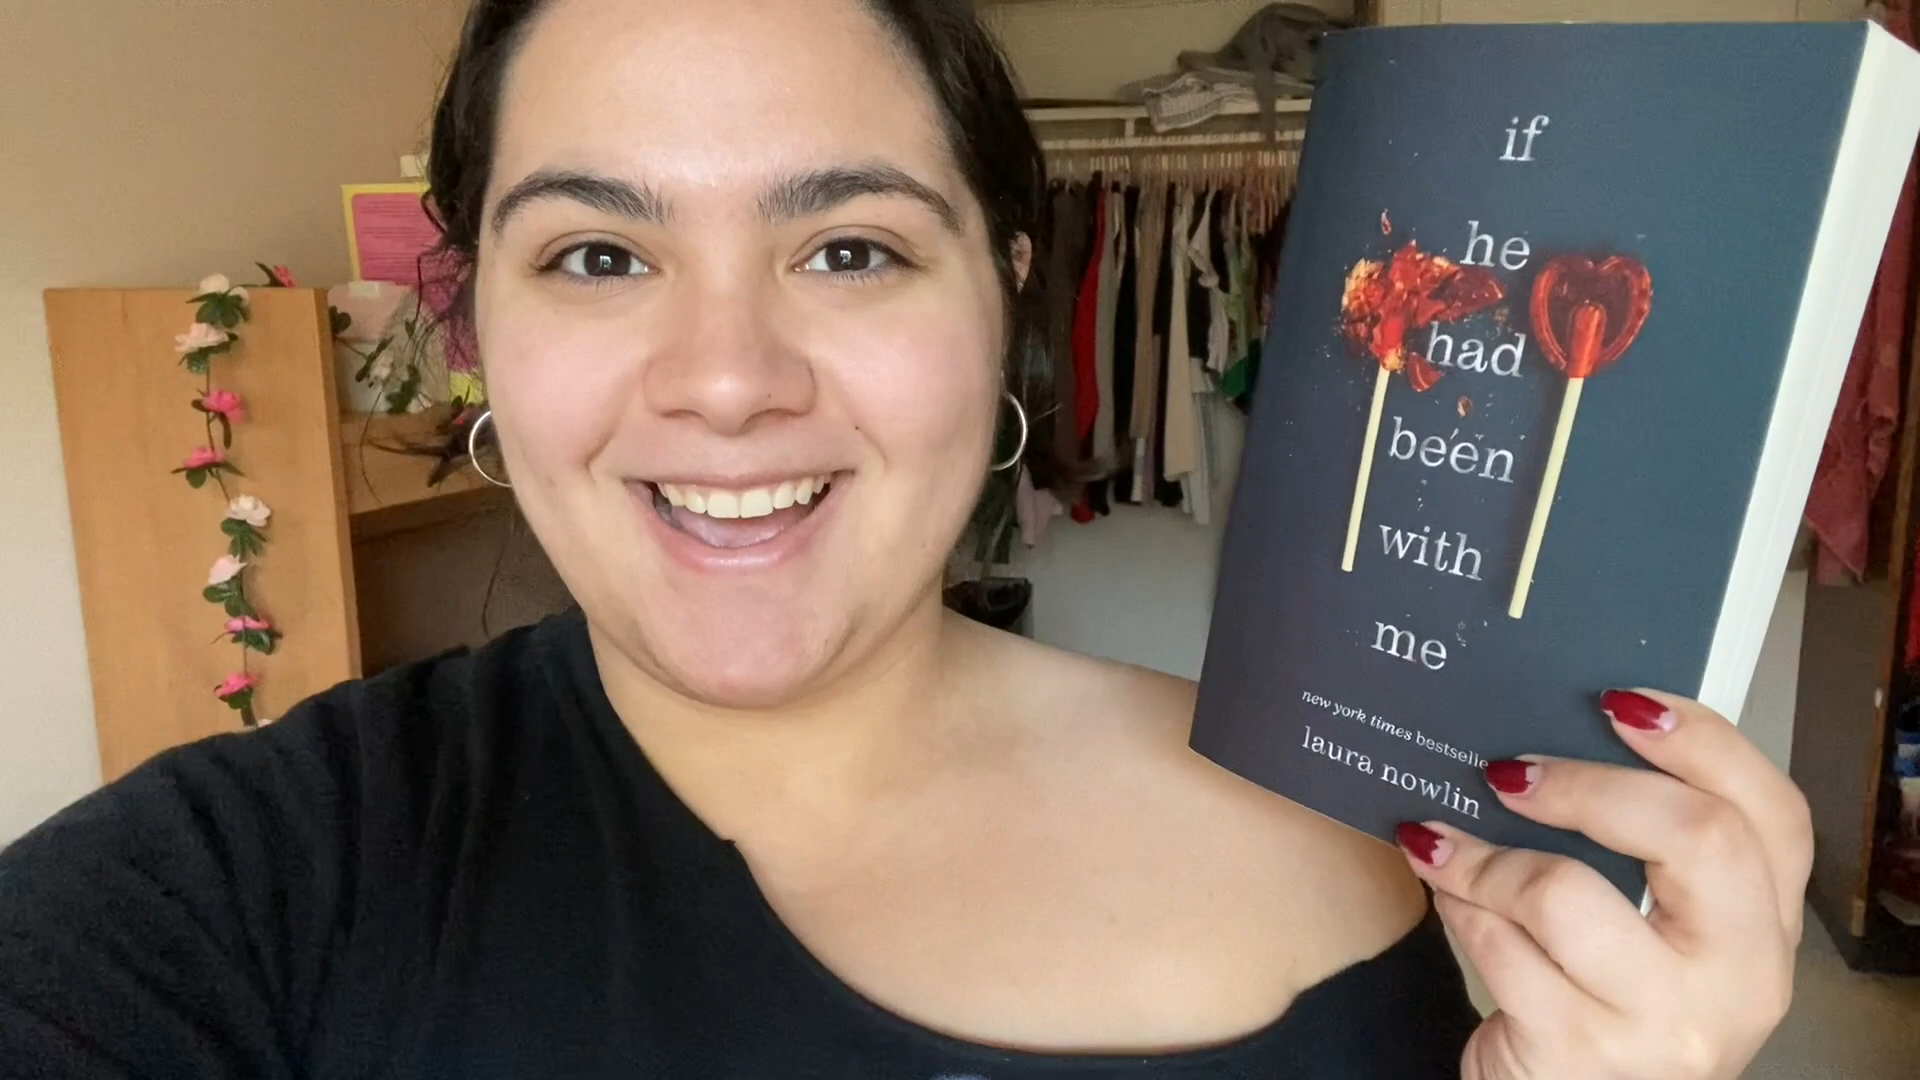 if
he
had
been
with
me
new york times bestselle
laura nowlin